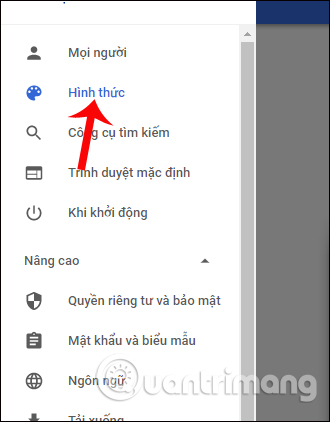 Mọi người
Hình thức
Công cụ tìm kiếm
Trình duyệt mặc định
Khi khởi động
Nâng cao
Quyền riêng tư và bảo mật
Mật khẩu và biểu mẫu
Ngôn ngữ
Tải xuống
Quantrimang